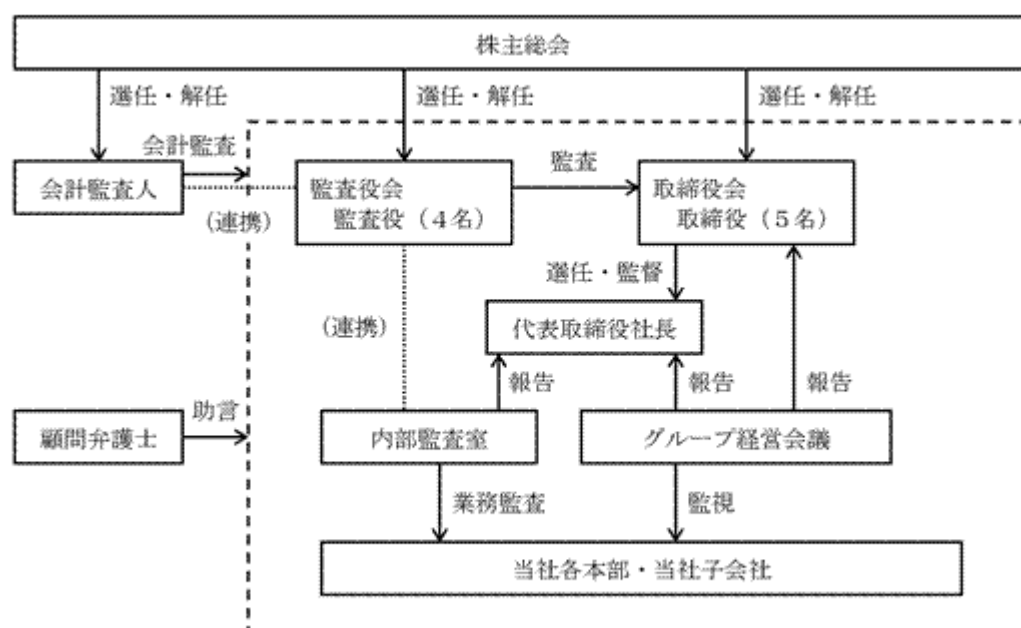 株主総会
選任・解任
選任・解任
選任・解任
会計監査
監査
会計監査人
監査役会
監査役（４名）
取締役会
取締役（５名）
（連携）
選任・監督
（連携）
代表取締役社長
報告
報告
報告
助言
顧問弁護士
内部監査室
グループ経営会議
業務監査
監視
当社各本部・当社子会社